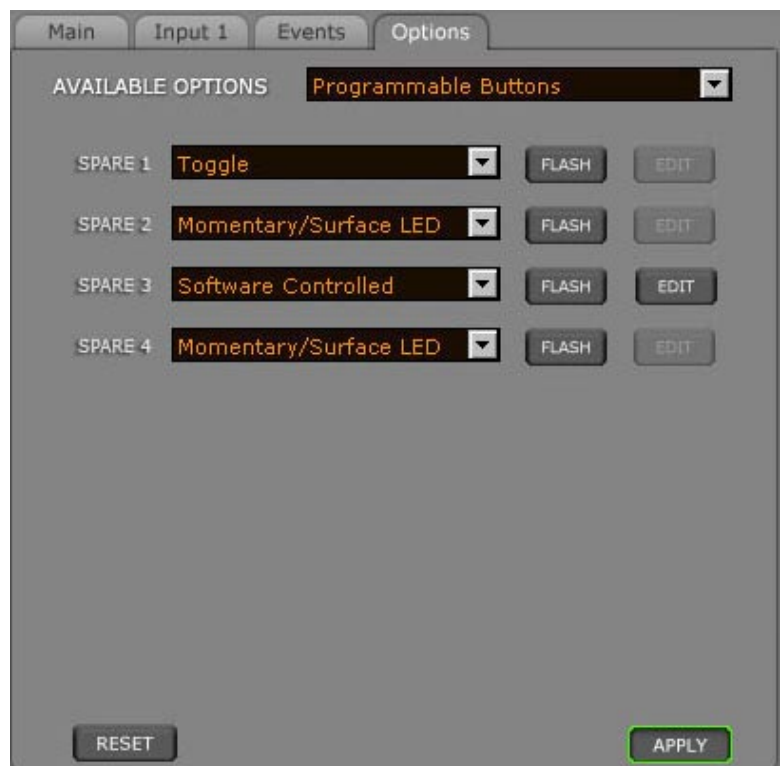 Main Input 1 Events Options
AVAILABLE OPTIONS Programmable Buttons
SPARE 1 Toggle FLASH EDIT
SPARE 2 Momentary/Surface LED FLASH EDIT
SPARE 3 Software Controlled FLASH EDIT
SPARE 4 Momentary/Surface LED FLASH EDIT
RESET APPLY